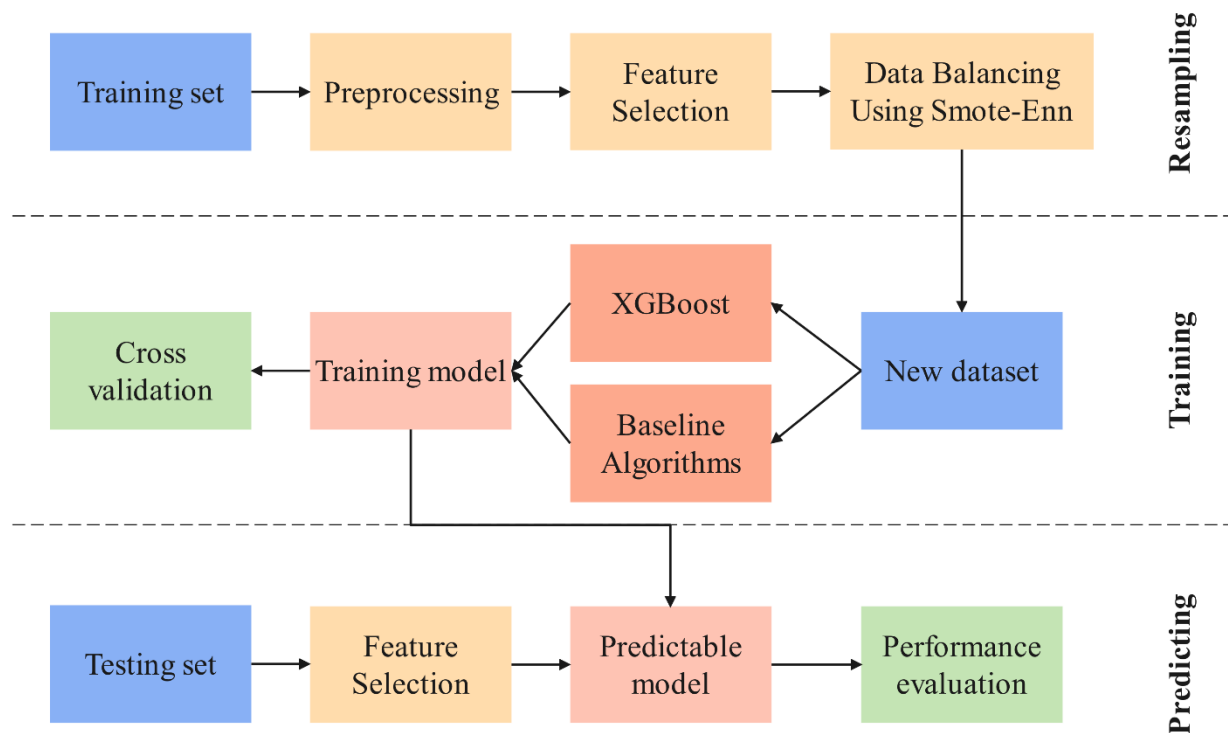 Training set
Preprocessing
Feature
Selection
Data Balancing
Using Smote-Enn
Resampling
Cross
validation
Training model
XGBoost
Baseline
Algorithms
New dataset
Training
Testing set
Feature
Selection
Predictable
model
Performance
evaluation
Predicting